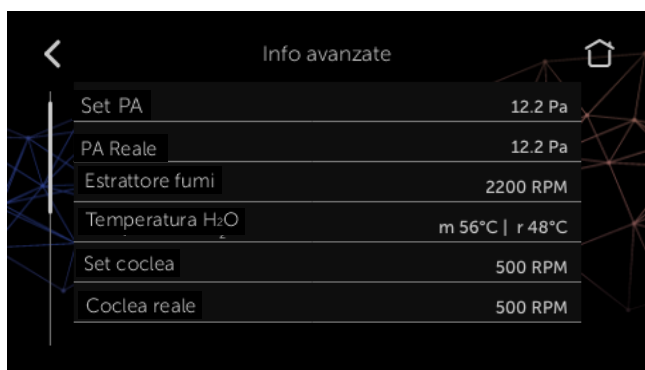 Info avanzate
Set PA 12.2 Pa
PA Reale 12.2 Pa
Estrattore fumi 2200 RPM
Temperatura H₂O m 56°C | r 48°C
Set coclea 500 RPM
Coclea reale 500 RPM